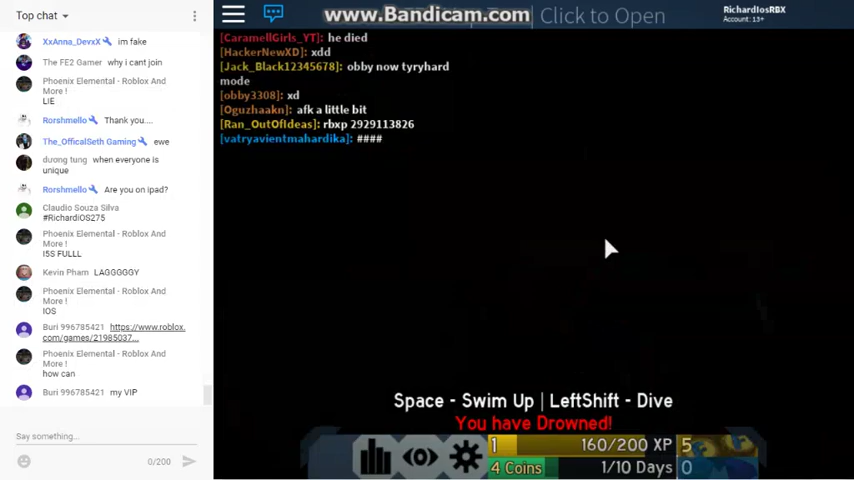 Top chat
XxAnna_DevxX im fake
The FE2 Gamer why i cant join
Phoenix Elemental - Roblox And
More !
LIE
Rorshmello Thank you....
The_OfficalSeth Gaming ewe
dương tung when everyone is
unique
Rorshmello Are you on ipad?
Claudio Souza Silva
#RichardiOS275
Phoenix Elemental - Roblox And
More !
I5S FULLL
Kevin Pham LAGGGGGY
Phoenix Elemental - Roblox And
More !
IOS
Buri 996785421 https://www.roblox.
com/games/21985037...
Phoenix Elemental - Roblox And
More !
how can
Buri 996785421 my VIP
Say something...
0/200
www.Bandicam.com
Click to Open
RichardIosRBX
Account: 13+
[CaramellGirls_YT]: he died
[HackerNewXD]: xdd
[Jack_Black12345678]: obby now tyryhard
mode
[obby3308]: xd
[Oguzhaakn]: afk a little bit
[Ran_OutOfIdeas]: rbxp 2929113826
[vatryavientmahardika]: ####
Space - Swim Up | LeftShift - Dive
You have Drowned!
1 160/200 XP 5
4 Coins 1/10 Days 0